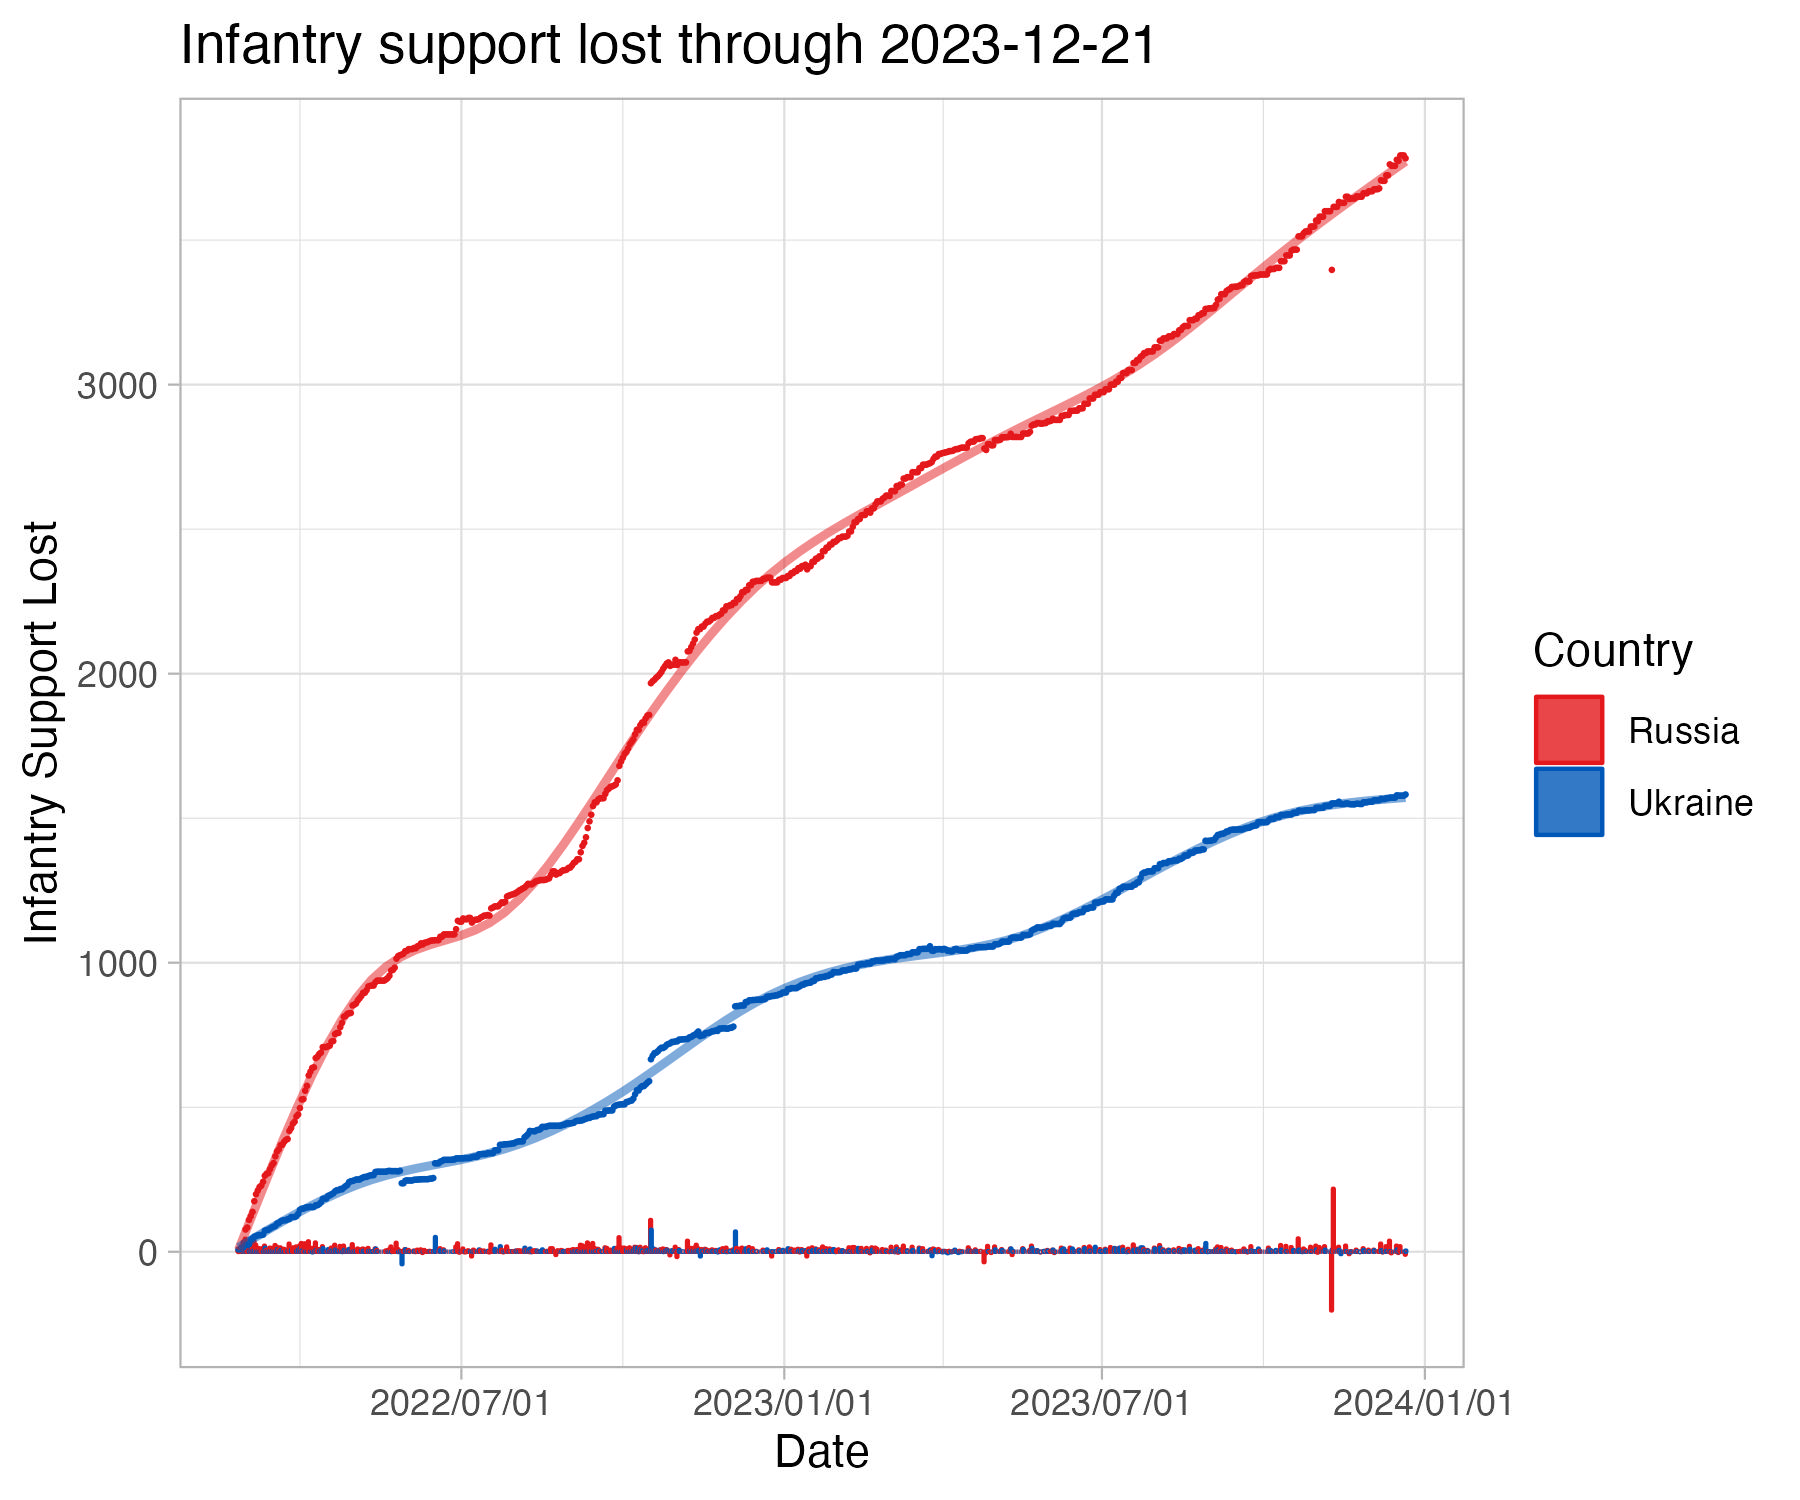 Infantry support lost through 2023-12-21
Infantry Support Lost
3000
2000
1000
0
2022/07/01
2023/01/01
2023/07/01
2024/01/01
Date
Country
Russia
Ukraine